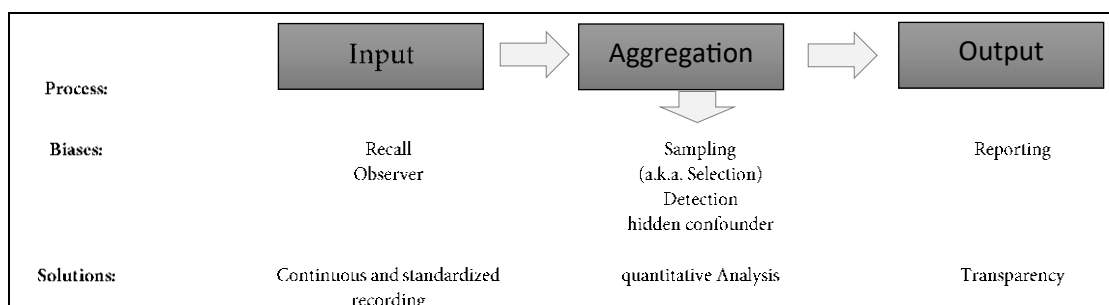 Input Aggregation Output
Process:
Biases: Recall Sampling Reporting
Observer (a.k.a. Selection)
Detection
hidden confounder
Solutions: Continuous and standardized quantitative Analysis Transparency
recording